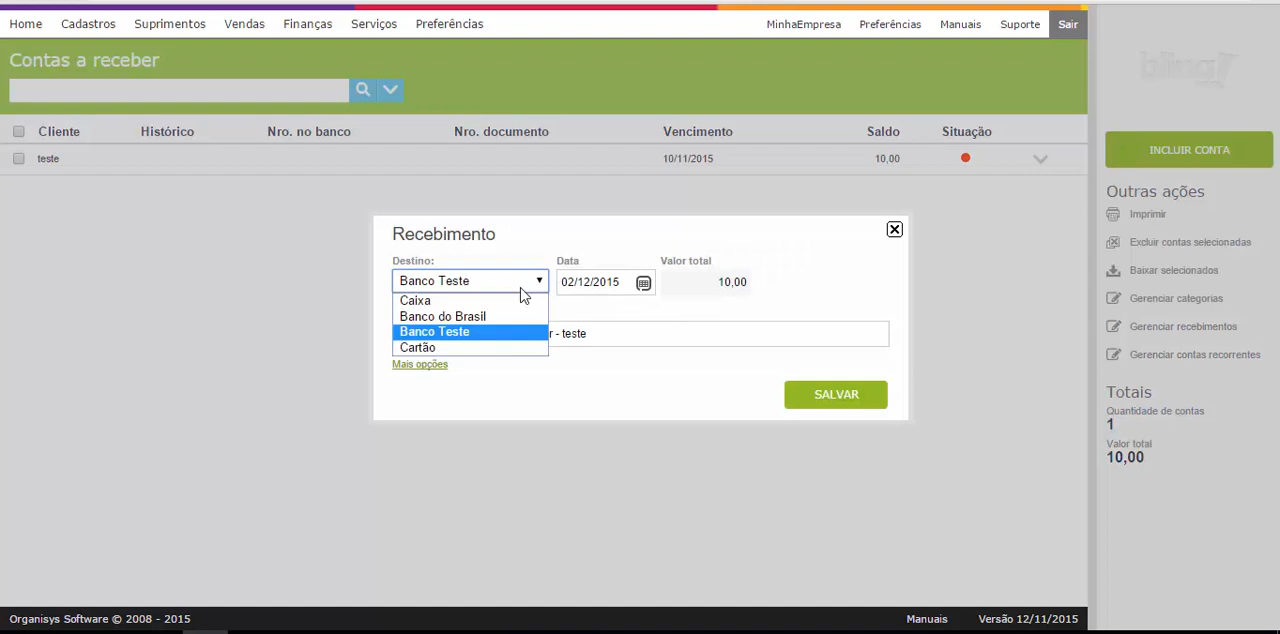 Home Cadastros Suprimentos Vendas Finanças Serviços Preferências MinhaEmpresa Preferências Manuais Suporte Sair
bling
Contas a receber
Cliente Histórico Nro. no banco Nro. documento Vencimento Saldo Situação
teste 10/11/2015 10,00
INCLUIR CONTA
Outras ações
Imprimir
Excluir contas selecionadas
Baixar selecionados
Gerenciar categorias
Gerenciar recebimentos
Gerenciar contas recorrentes
Totais
Quantidade de contas
1
Valor total
10,00
Recebimento
Destino: Data Valor total
Banco Teste 02/12/2015 10,00
Caixa
Banco do Brasil
Banco Teste
Cartão
r - teste
Mais opções
SALVAR
Organisys Software © 2008 - 2015 Manuais Versão 12/11/2015